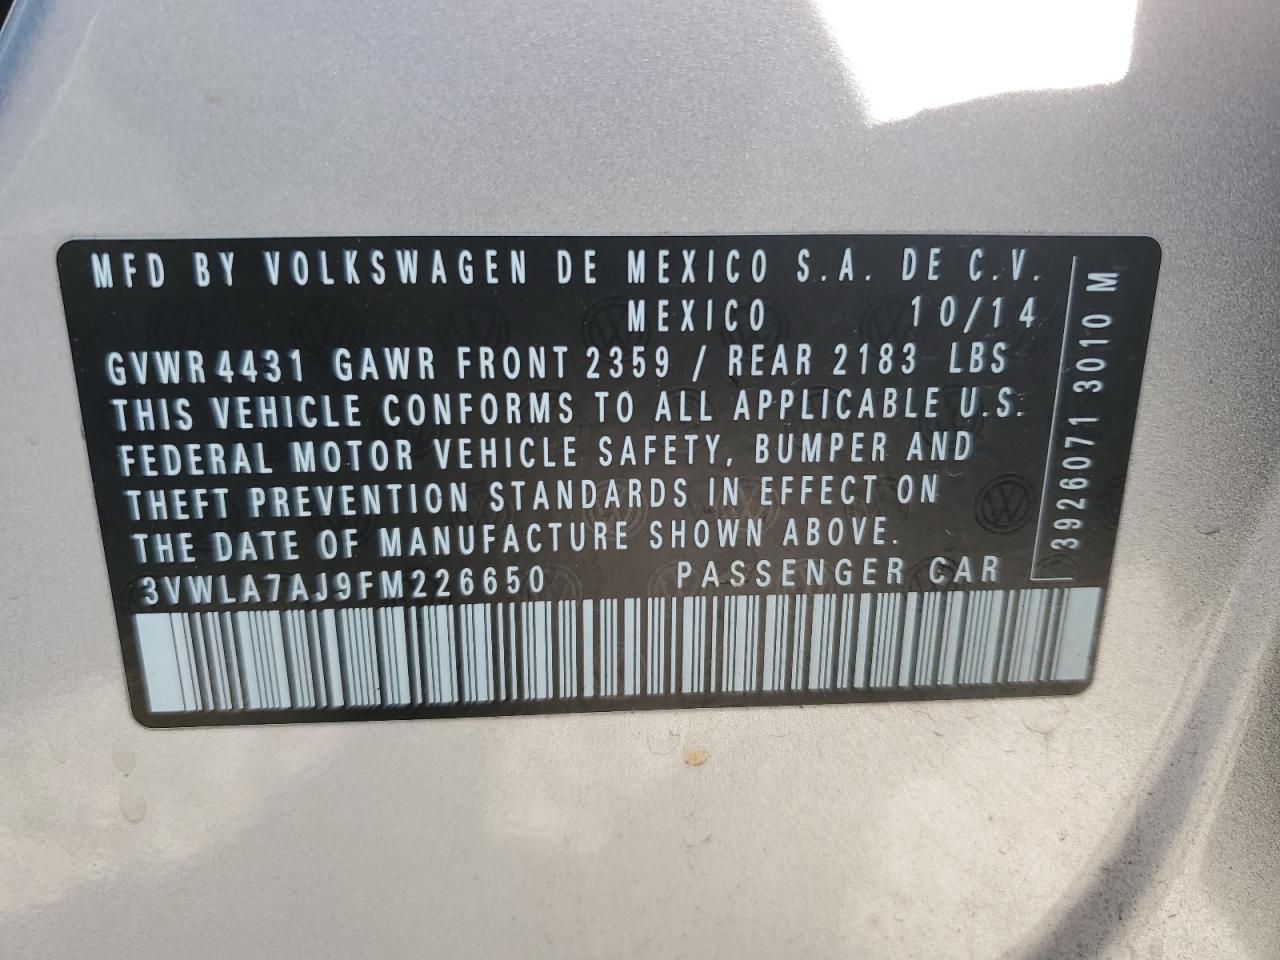 MFD BY VOLKSWAGEN DE MEXICO S.A. DE C.V.
MEXICO 10/14
GVWR 4431 GAWR FRONT 2359 / REAR 2183 LBS
THIS VEHICLE CONFORMS TO ALL APPLICABLE U.S.
FEDERAL MOTOR VEHICLE SAFETY, BUMPER AND
THEFT PREVENTION STANDARDS IN EFFECT ON
THE DATE OF MANUFACTURE SHOWN ABOVE.
3VWLA7AJ9FM226650 PASSENGER CAR
3926071 3010 M